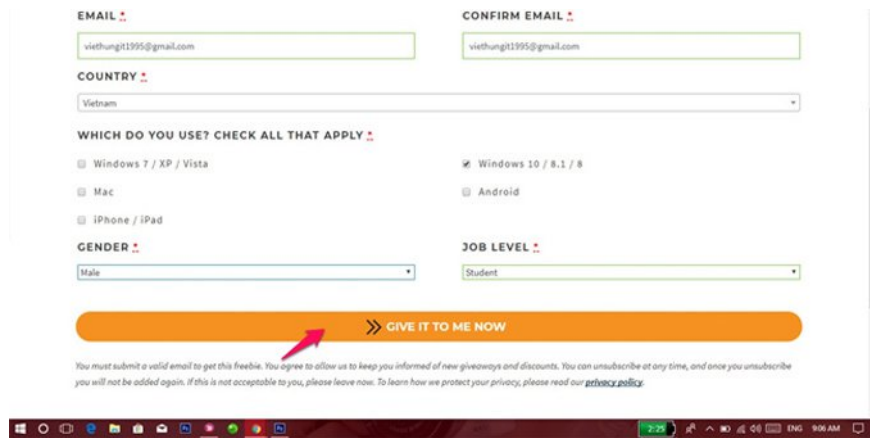 EMAIL *
CONFIRM EMAIL *
viethungit1995@gmail.com
viethungit1995@gmail.com
COUNTRY *
Vietnam
WHICH DO YOU USE? CHECK ALL THAT APPLY *
Windows 7 / XP / Vista
Windows 10 / 8.1 / 8
Mac
Android
iPhone / iPad
GENDER *
JOB LEVEL *
Male
Student
GIVE IT TO ME NOW
You must submit a valid email to get this freebie. You agree to allow us to keep you informed of new giveaways and discounts. You can unsubscribe at any time, and once you unsubscribe
you will not be added again. If this is not acceptable to you, please leave now. To learn how we protect your privacy, please read our privacy policy.
2:25
ENG
9:06 AM